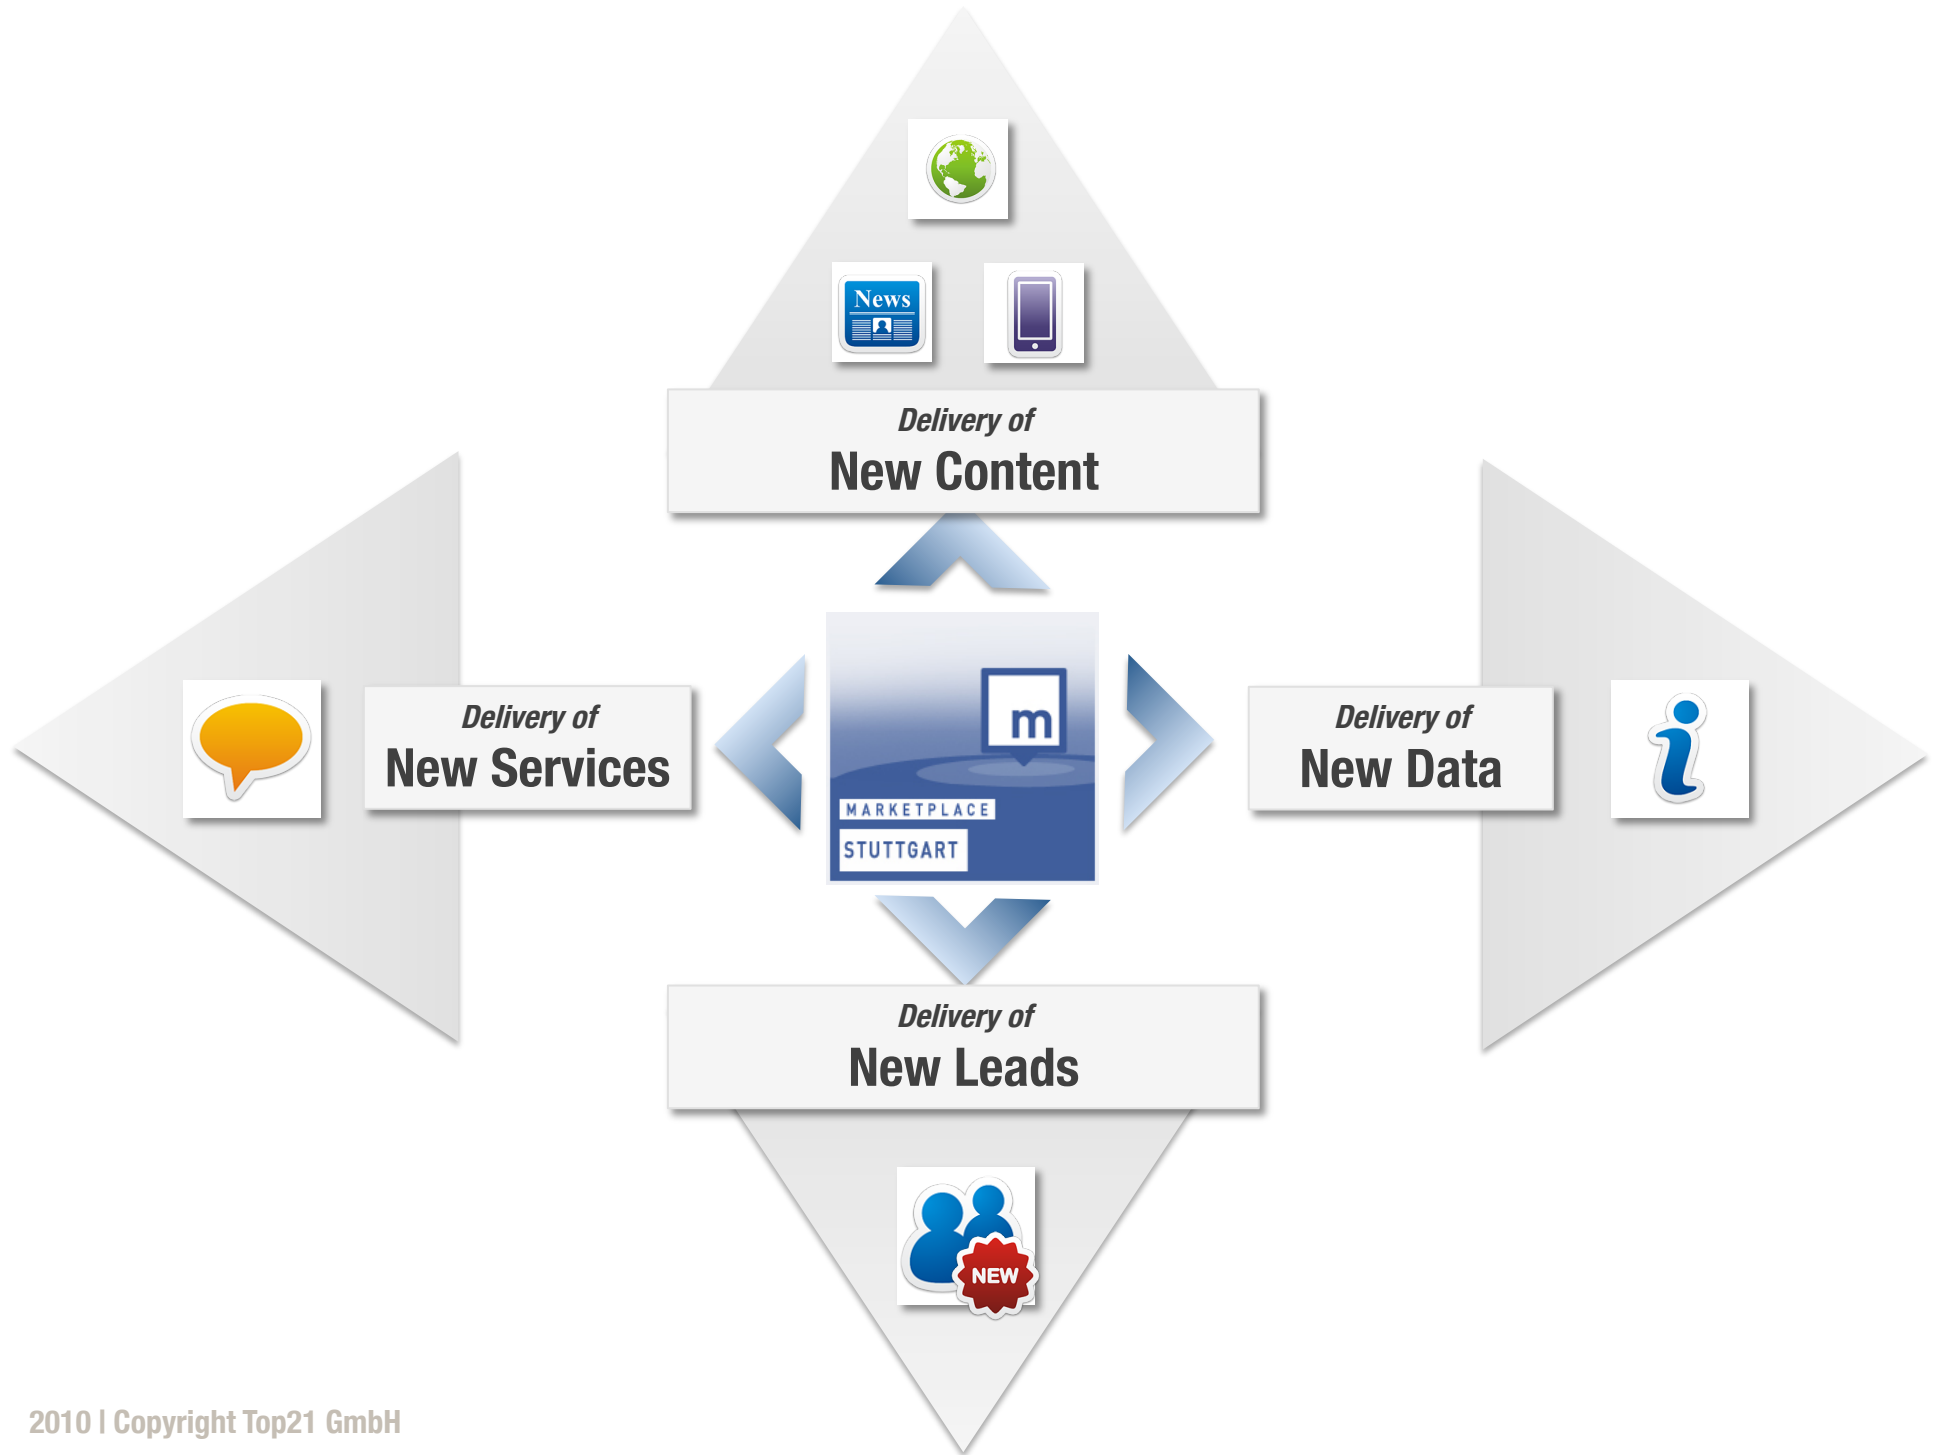 News
Delivery of
New Content
Delivery of
New Services
m
MARKETPLACE
STUTTGART
Delivery of
New Data
Delivery of
New Leads
NEW
2010 | Copyright Top21 GmbH